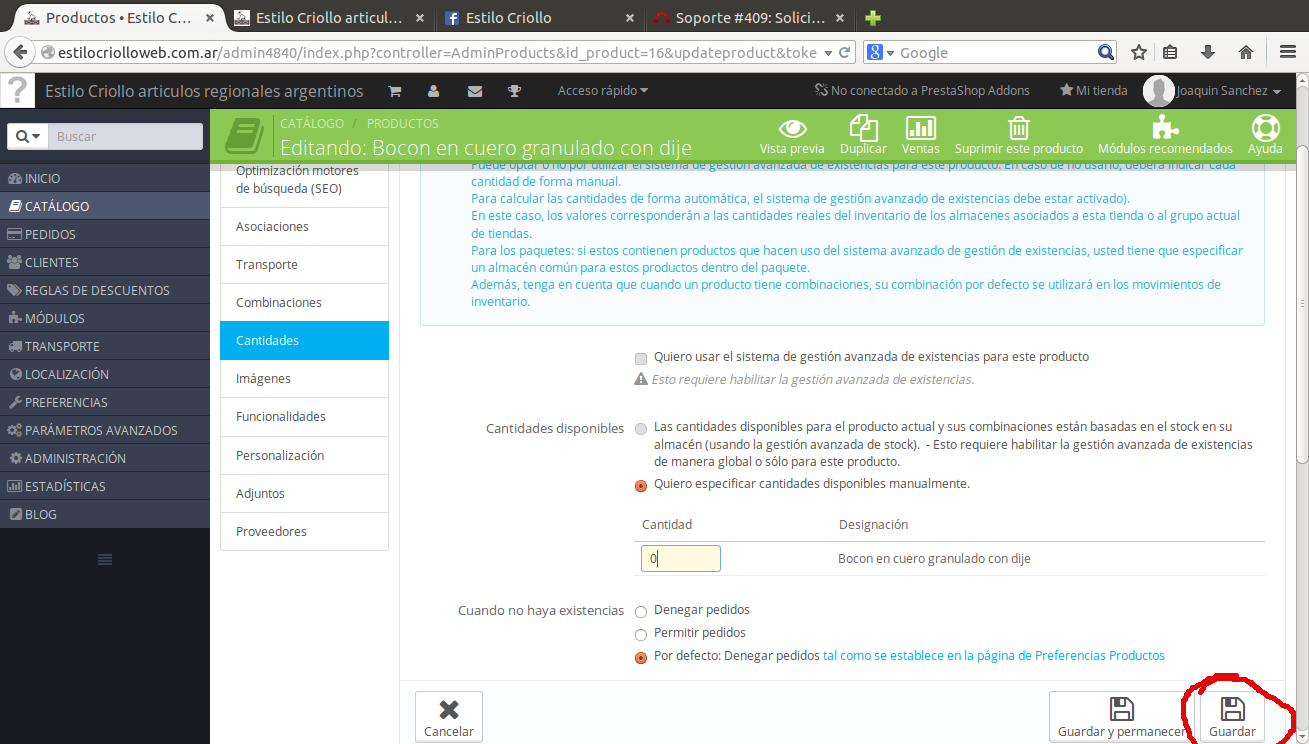 Productos • Estilo C...
Estilo Criollo articul...
Estilo Criollo
Soporte #409: Solici...
estilocriolloweb.com.ar/admin4840/index.php?controller=AdminProducts&id_product=16&updateproduct&toke
Google
Estilo Criollo articulos regionales argentinos
Acceso rápido
No conectado a PrestaShop Addons
Mi tienda
Joaquin Sanchez
Buscar
CATÁLOGO / PRODUCTOS
Editando: Bocon en cuero granulado con dije
Vista previa
Duplicar
Ventas
Suprimir este producto
Módulos recomendados
Ayuda
INICIO
CATÁLOGO
PEDIDOS
CLIENTES
REGLAS DE DESCUENTOS
MÓDULOS
TRANSPORTE
LOCALIZACIÓN
PREFERENCIAS
PARÁMETROS AVANZADOS
ADMINISTRACIÓN
ESTADÍSTICAS
BLOG
Optimización motores
de búsqueda (SEO)
Asociaciones
Transporte
Combinaciones
Cantidades
Imágenes
Funcionalidades
Personalización
Adjuntos
Proveedores
Puede optar o no por utilizar el sistema de gestión avanzada de existencias para este producto. En caso de no usarlo, deberá indicar cada
cantidad de forma manual.
Para calcular las cantidades de forma automática, el sistema de gestión avanzado de existencias debe estar activado).
En este caso, los valores corresponderán a las cantidades reales del inventario de los almacenes asociados a esta tienda o al grupo actual
de tiendas.
Para los paquetes: si estos contienen productos que hacen uso del sistema avanzado de gestión de existencias, usted tiene que especificar
un almacén común para estos productos dentro del paquete.
Además, tenga en cuenta que cuando un producto tiene combinaciones, su combinación por defecto se utilizará en los movimientos de
inventario.
Quiero usar el sistema de gestión avanzada de existencias para este producto
Esto requiere habilitar la gestión avanzada de existencias.
Cantidades disponibles
Las cantidades disponibles para el producto actual y sus combinaciones están basadas en el stock en su
almacén (usando la gestión avanzada de stock). - Esto requiere habilitar la gestión avanzada de existencias
de manera global o sólo para este producto.
Quiero especificar cantidades disponibles manualmente.
Cantidad
Designación
0
Bocon en cuero granulado con dije
Cuando no haya existencias
Denegar pedidos
Permitir pedidos
Por defecto: Denegar pedidos tal como se establece en la página de Preferencias Productos
Cancelar
Guardar y permanecer
Guardar